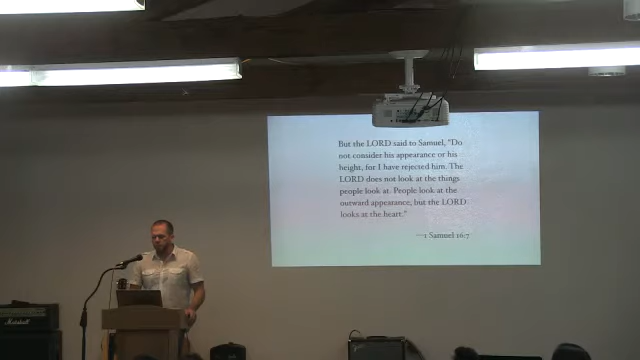 But the LORD said to Samuel, "Do
not consider his appearance or his
height, for I have rejected him. The
LORD does not look at the things
people look at. People look at the
outward appearance, but the LORD
looks at the heart."
—1 Samuel 16:7
Marshall